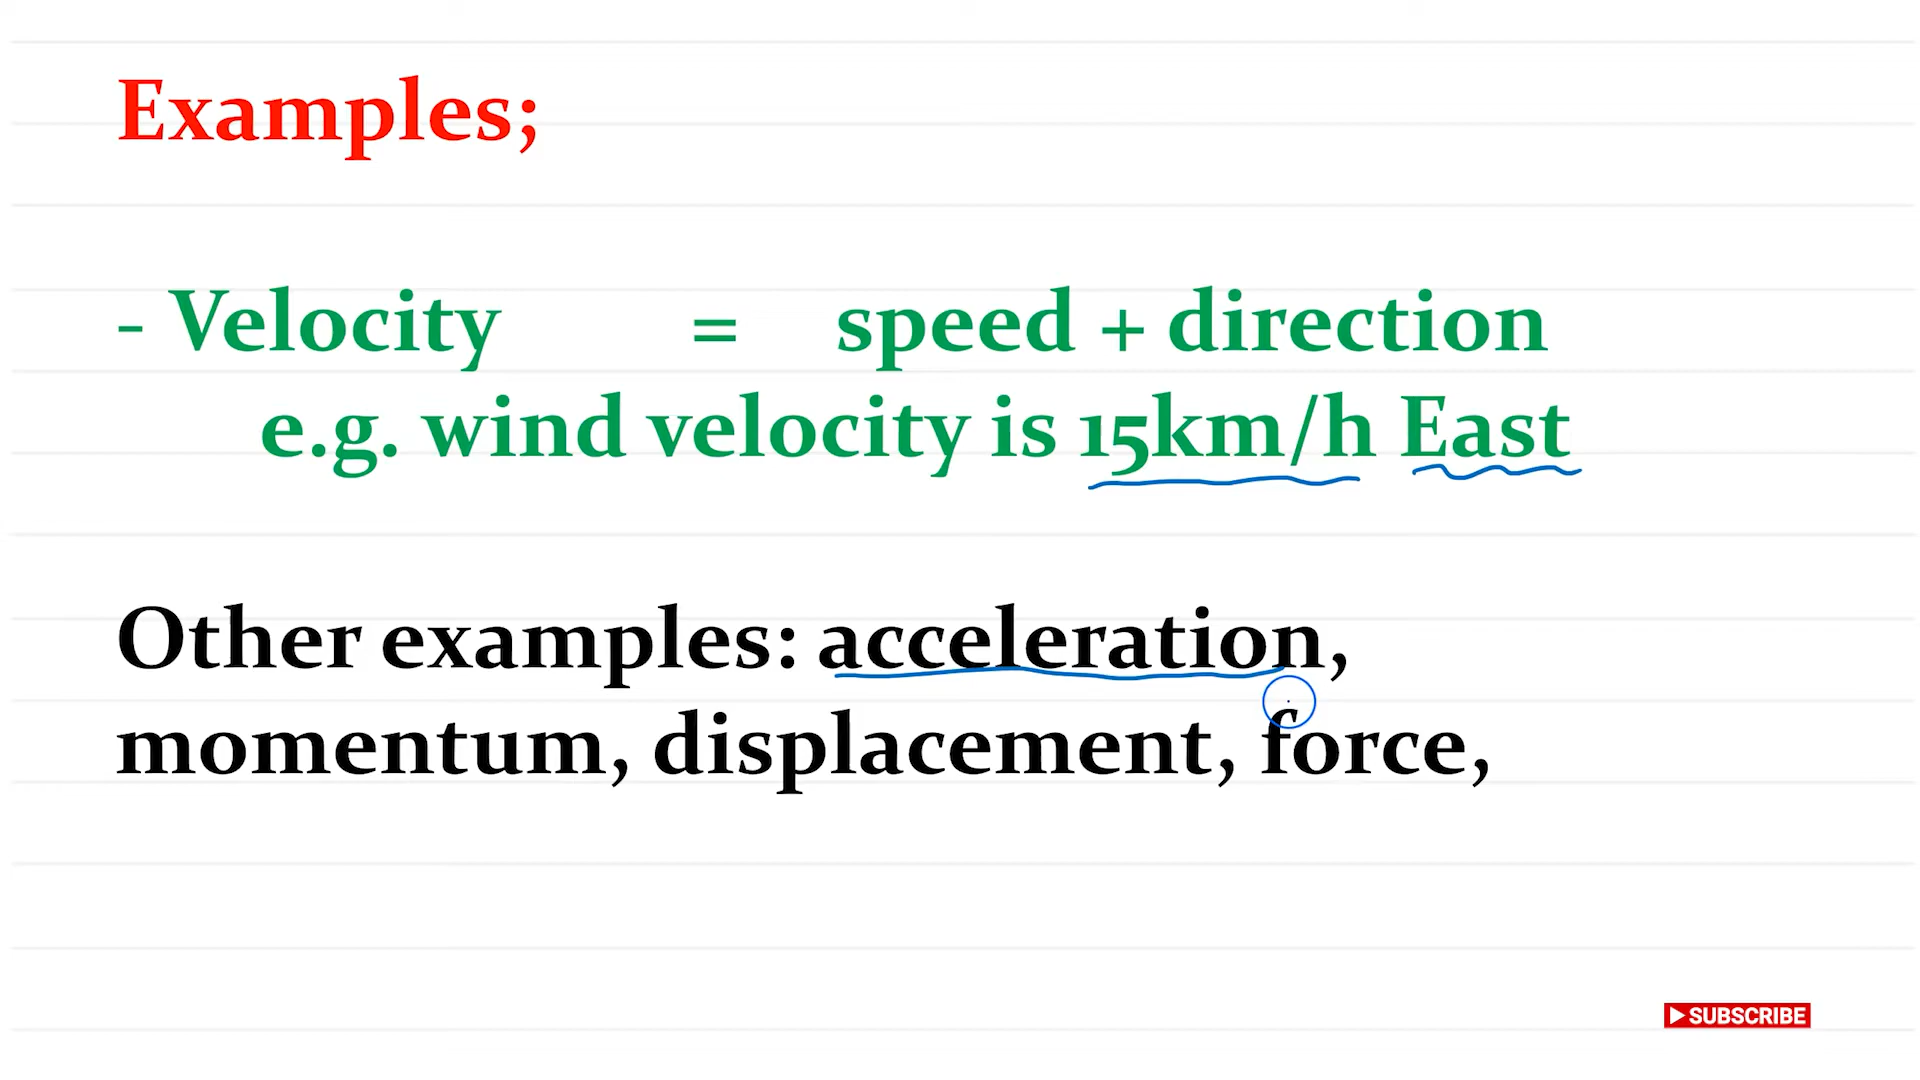 Examples;
- Velocity = speed + direction
e.g. wind velocity is 15km/h East
Other examples: acceleration,
momentum, displacement, force,
SUBSCRIBE